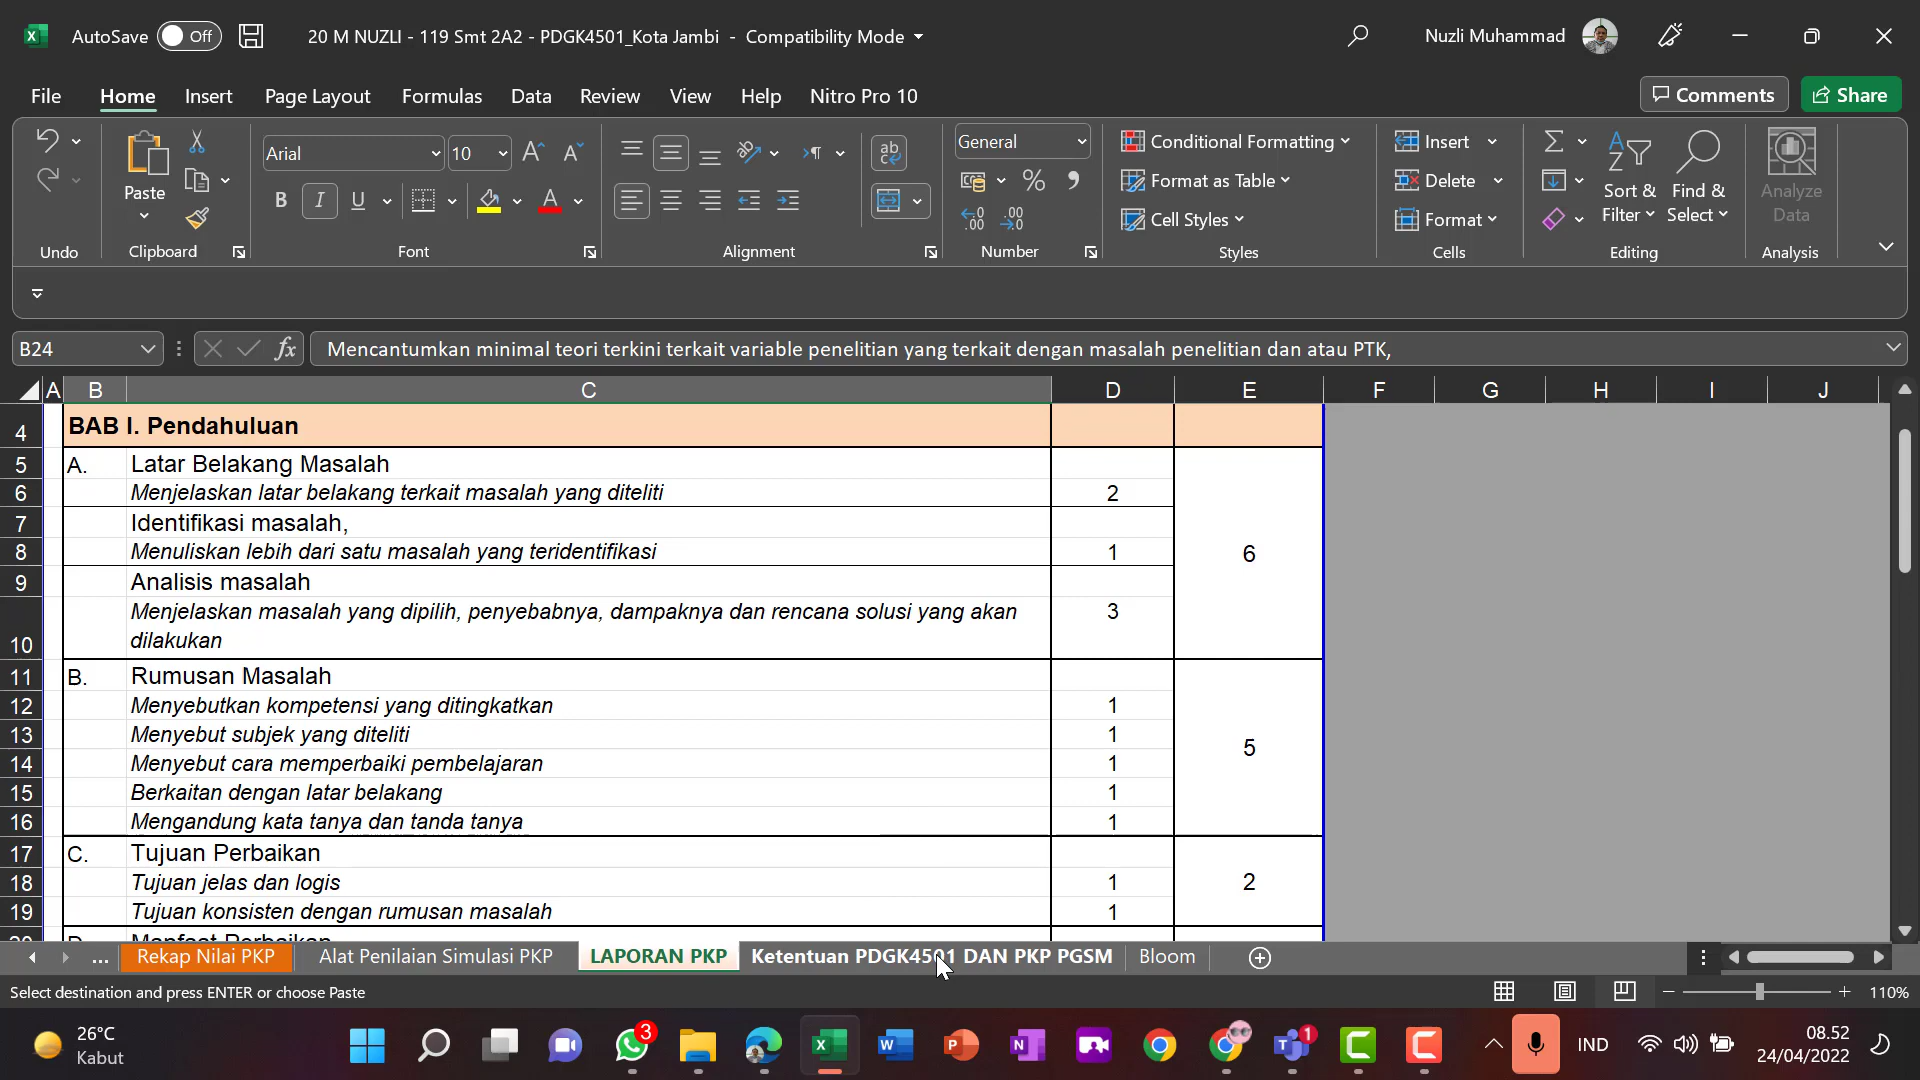 AutoSave Off 20 M NUZLI - 119 Smt 2A2 - PDGK4501_Kota Jambi - Compatibility Mode Nuzli Muhammad
File Home Insert Page Layout Formulas Data Review View Help Nitro Pro 10 Comments Share
Paste
Arial 10
B I U
ab
General
Conditional Formatting
Format as Table
Cell Styles
Insert
Delete
Format
Sort & Filter
Find & Select
Analyze Data
Undo Clipboard Font Alignment Number Styles Cells Editing Analysis
B24 fx Mencantumkan minimal teori terkini terkait variable penelitian yang terkait dengan masalah penelitian dan atau PTK,
A B C D E F G H I J
4 BAB I. Pendahuluan
5 A. Latar Belakang Masalah
6 Menjelaskan latar belakang terkait masalah yang diteliti 2
7 Identifikasi masalah,
8 Menuliskan lebih dari satu masalah yang teridentifikasi 1 6
9 Analisis masalah
Menjelaskan masalah yang dipilih, penyebabnya, dampaknya dan rencana solusi yang akan 3
10 dilakukan
11 B. Rumusan Masalah
12 Menyebutkan kompetensi yang ditingkatkan 1
13 Menyebut subjek yang diteliti 1 5
14 Menyebut cara memperbaiki pembelajaran 1
15 Berkaitan dengan latar belakang 1
16 Mengandung kata tanya dan tanda tanya 1
17 C. Tujuan Perbaikan
18 Tujuan jelas dan logis 1 2
19 Tujuan konsisten dengan rumusan masalah 1
... Rekap Nilai PKP Alat Penilaian Simulasi PKP LAPORAN PKP Ketentuan PDGK4501 DAN PKP PGSM Bloom
Select destination and press ENTER or choose Paste 110%
26°C
Kabut
3
1
IND
08.52
24/04/2022